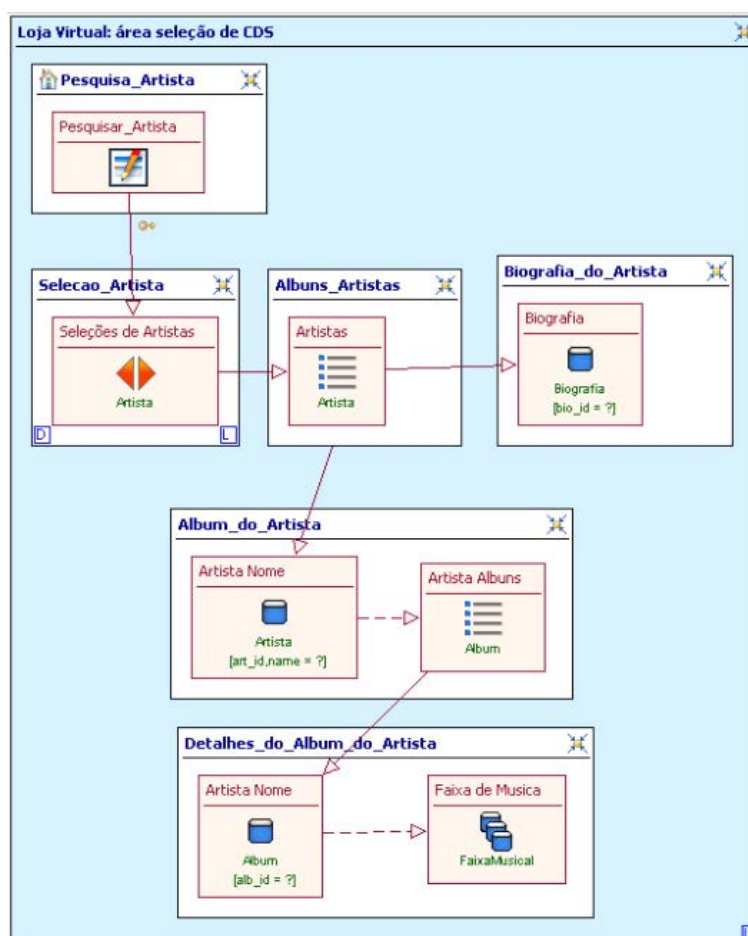 Loja Virtual: área seleção de CDS
Pesquisa_Artista
Pesquisar_Artista
Selecao_Artista
Seleções de Artistas
Artista
D
L
Albuns_Artistas
Artistas
Artista
Biografia_do_Artista
Biografia
Biografia
[bio_id = ?]
Album_do_Artista
Artista Nome
Artista
[art_id,name = ?]
Artista Albuns
Album
Detalhes_do_Album_do_Artista
Artista Nome
Album
[alb_id = ?]
Faixa de Musica
FaixaMusical